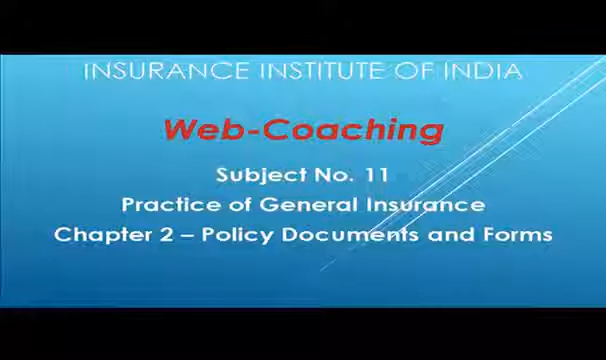 INSURANCE INSTITUTE OF INDIA
Web-Coaching
Subject No. 11
Practice of General Insurance
Chapter 2 – Policy Documents and Forms